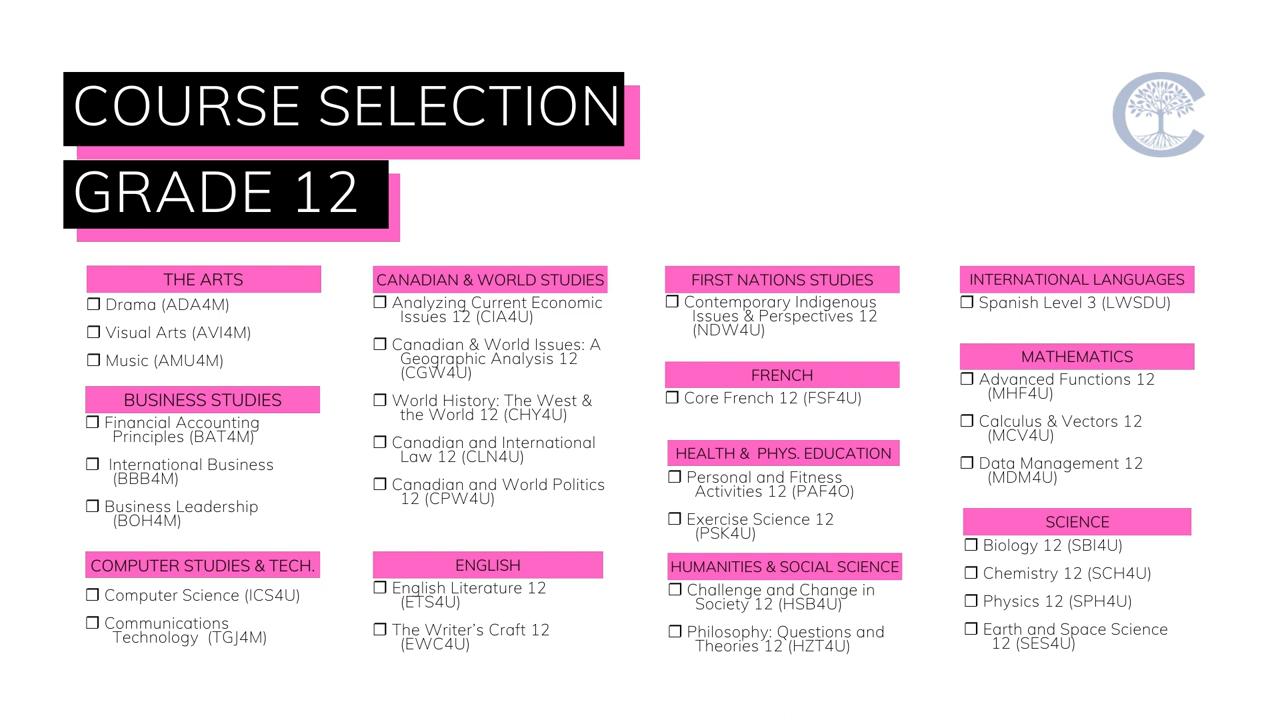 COURSE SELECTION
GRADE 12
THE ARTS
❒ Drama (ADA4M)
❒ Visual Arts (AVI4M)
❒ Music (AMU4M)
BUSINESS STUDIES
❒ Financial Accounting
Principles (BAT4M)
❒ International Business
(BBB4M)
❒ Business Leadership
(BOH4M)
COMPUTER STUDIES & TECH.
❒ Computer Science (ICS4U)
❒ Communications
Technology (TGJ4M)
CANADIAN & WORLD STUDIES
❒ Analyzing Current Economic
Issues 12 (CIA4U)
❒ Canadian & World Issues: A
Geographic Analysis 12
(CGW4U)
❒ World History: The West &
the World 12 (CHY4U)
❒ Canadian and International
Law 12 (CLN4U)
❒ Canadian and World Politics
12 (CPW4U)
ENGLISH
❒ English Literature 12
(ETS4U)
❒ The Writer’s Craft 12
(EWC4U)
FIRST NATIONS STUDIES
❒ Contemporary Indigenous
Issues & Perspectives 12
(NDW4U)
FRENCH
❒ Core French 12 (FSF4U)
HEALTH & PHYS. EDUCATION
❒ Personal and Fitness
Activities 12 (PAF4O)
❒ Exercise Science 12
(PSK4U)
HUMANITIES & SOCIAL SCIENCE
❒ Challenge and Change in
Society 12 (HSB4U)
❒ Philosophy: Questions and
Theories 12 (HZT4U)
INTERNATIONAL LANGUAGES
❒ Spanish Level 3 (LWSDU)
MATHEMATICS
❒ Advanced Functions 12
(MHF4U)
❒ Calculus & Vectors 12
(MCV4U)
❒ Data Management 12
(MDM4U)
SCIENCE
❒ Biology 12 (SBI4U)
❒ Chemistry 12 (SCH4U)
❒ Physics 12 (SPH4U)
❒ Earth and Space Science
12 (SES4U)
C